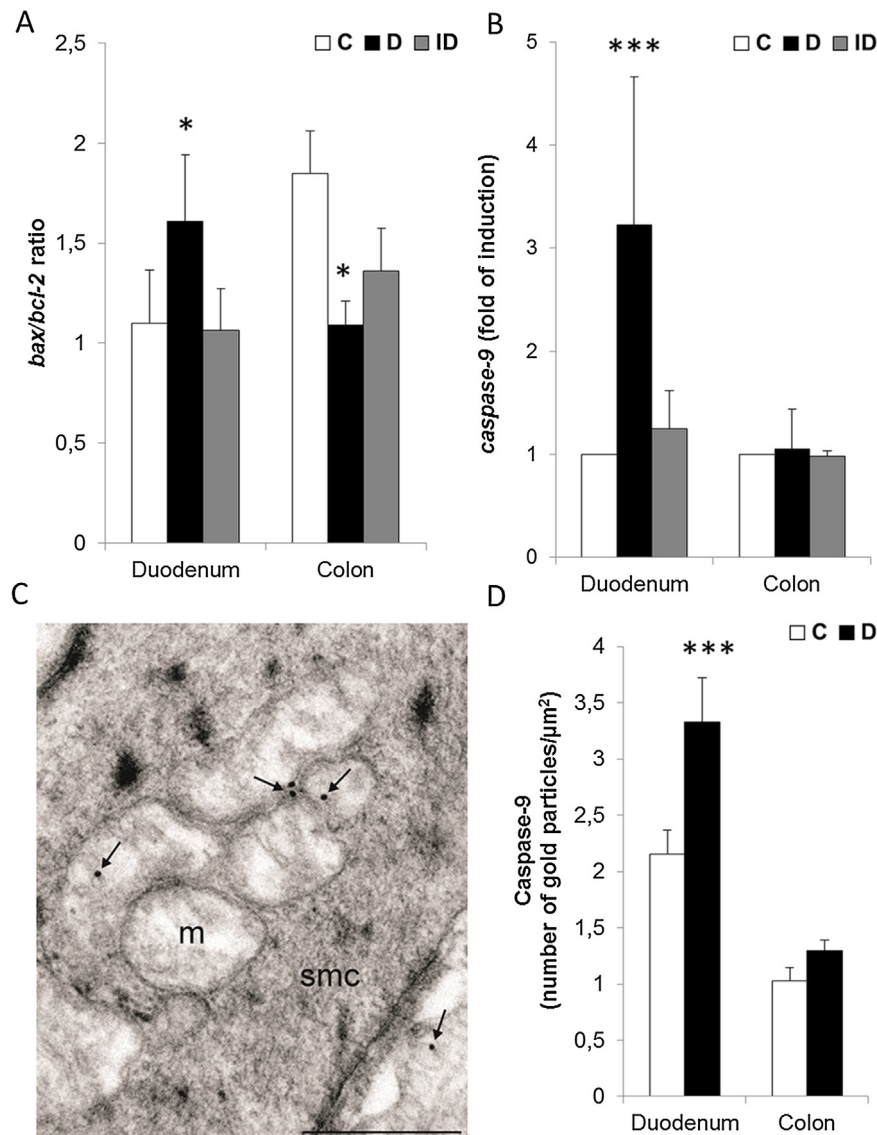 A
2,5
2
1,5
1
0,5
0
bax/bcl-2 ratio
C D ID
*
*
Duodenum Colon
B
5
4
3
2
1
0
caspase-9 (fold of induction)
C D ID
***
Duodenum Colon
C
m
smc
D
4
3,5
3
2,5
2
1,5
1
0,5
0
Caspase-9
(number of gold particles/µm²)
C D
***
Duodenum Colon